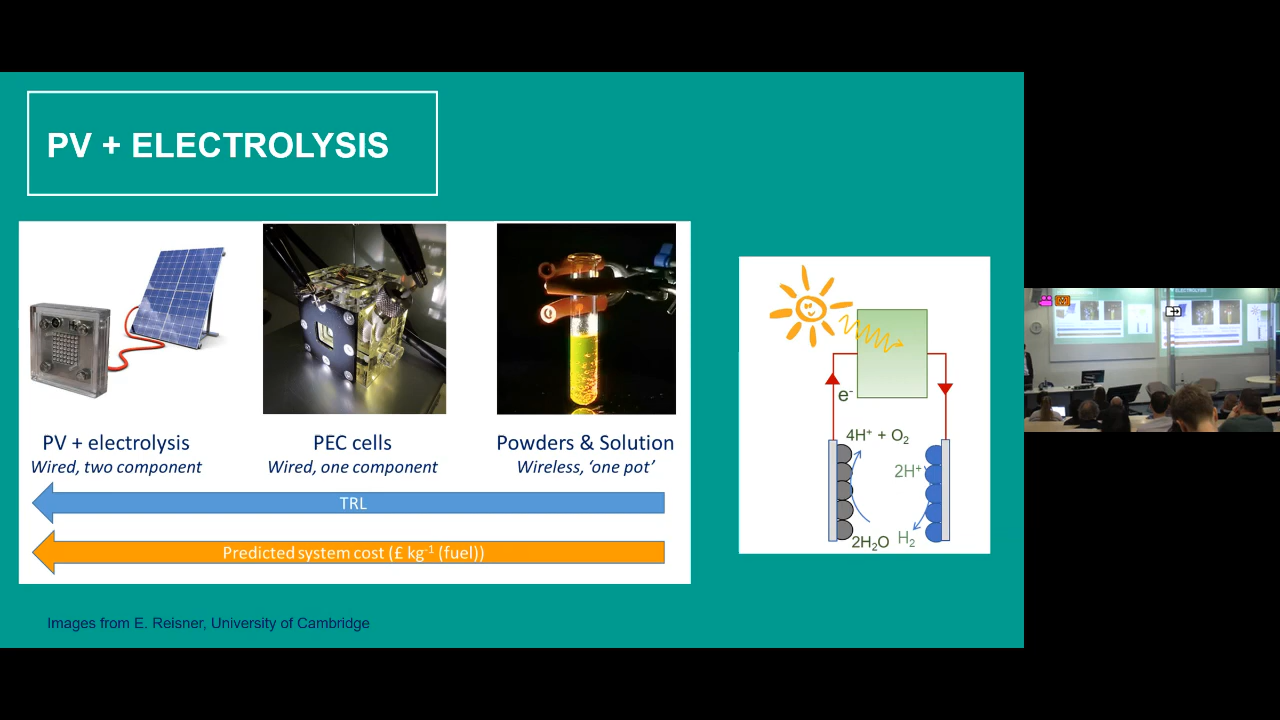 PV + ELECTROLYSIS
PV + electrolysis
Wired, two component
PEC cells
Wired, one component
Powders & Solution
Wireless, ‘one pot’
TRL
Predicted system cost (£ kg⁻¹ (fuel))
Images from E. Reisner, University of Cambridge
e⁻
4H⁺ + O₂
2H⁺
2H₂O
H₂